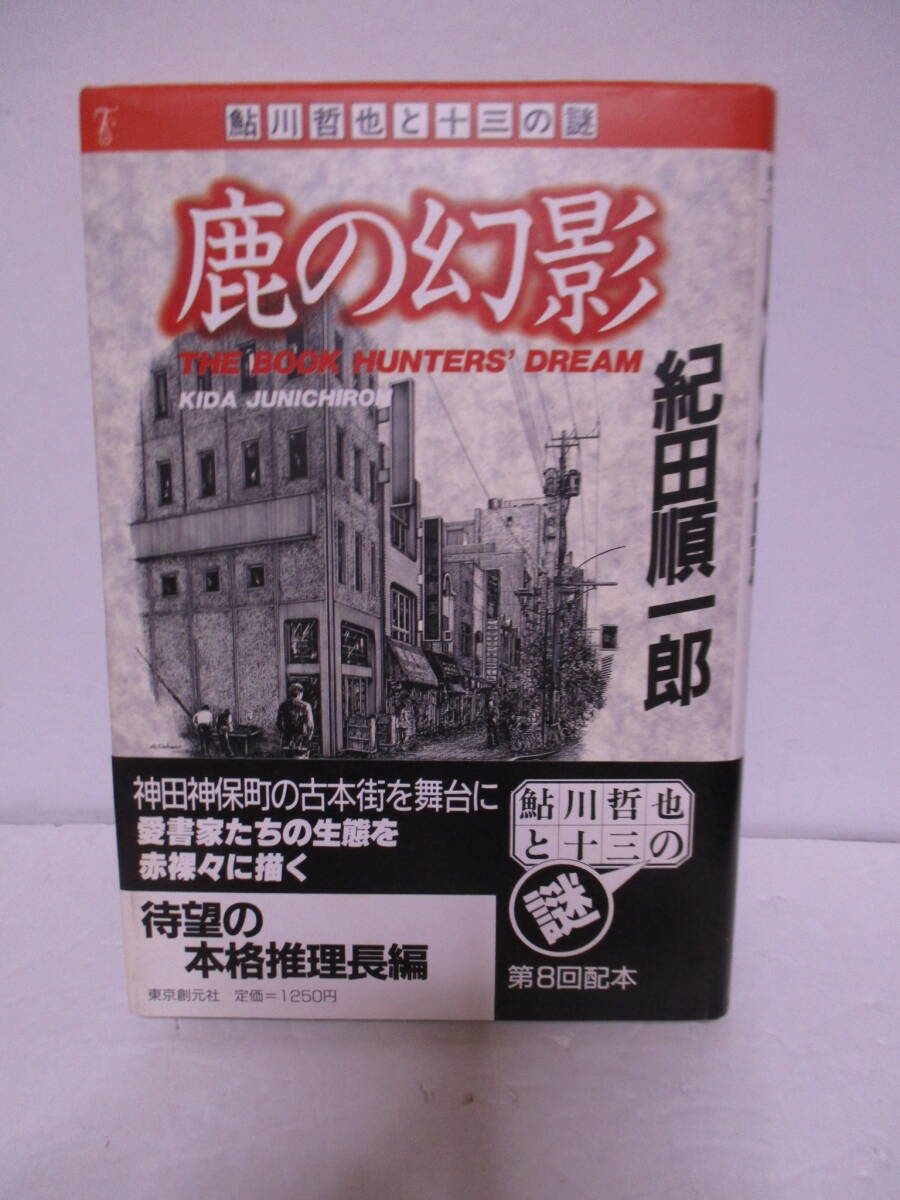 鮎川哲也と十三の謎
鹿の幻影
THE BOOK HUNTERS' DREAM
KIDA JUNICHIROH
紀田順一郎
神田神保町の古本街を舞台に
愛書家たちの生態を
赤裸々に描く
待望の
本格推理長編
東京創元社 定価=1250円
鮎川哲也
と十三の
謎
第8回配本